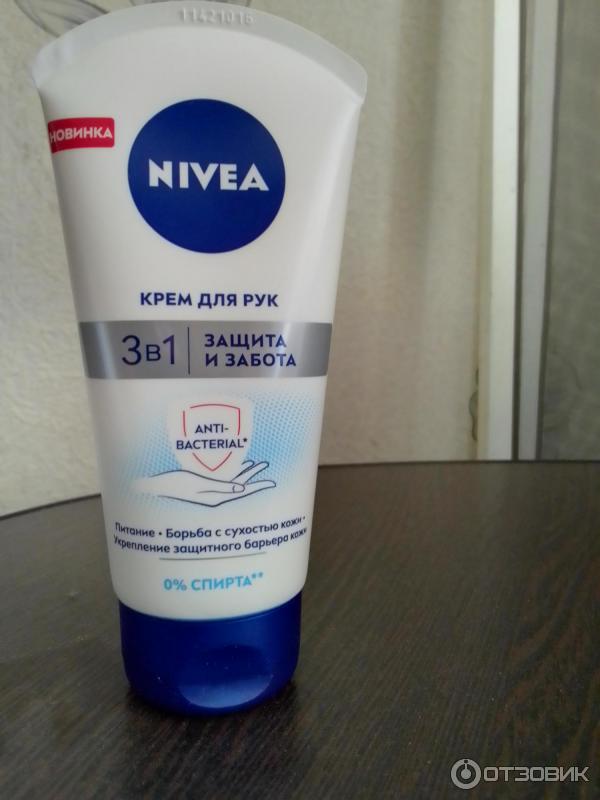 11421016
НОВИНКА
NIVEA
КРЕМ ДЛЯ РУК
3в1
ЗАЩИТА
И ЗАБОТА
ANTI-
BACTERIAL*
Питание • Борьба с сухостью кожи •
Укрепление защитного барьера кожи
0% СПИРТА**
ОТЗОВИК